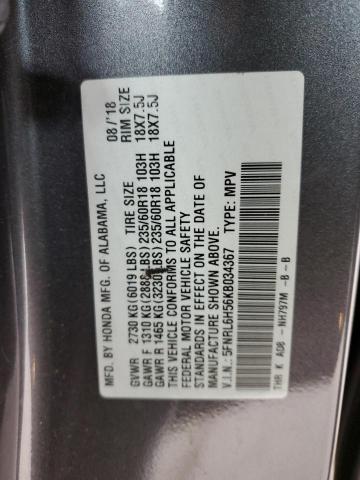 MFD. BY HONDA MFG. OF ALABAMA, LLC 08/'18
GVWR 2730 KG (6019 LBS) TIRE SIZE RIM SIZE
GAWR F 1310 KG (288 LBS) 235/60R18 103H 18X7.5J
GAWR R 1465 KG (3230 LBS) 235/60R18 103H 18X7.5J
THIS VEHICLE CONFORMS TO ALL APPLICABLE
FEDERAL MOTOR VEHICLE SAFETY
STANDARDS IN EFFECT ON THE DATE OF
MANUFACTURE SHOWN ABOVE.
V.I.N.: 5FNRL6H56KB034367 TYPE: MPV
THR K A08 -NH797M -B -B